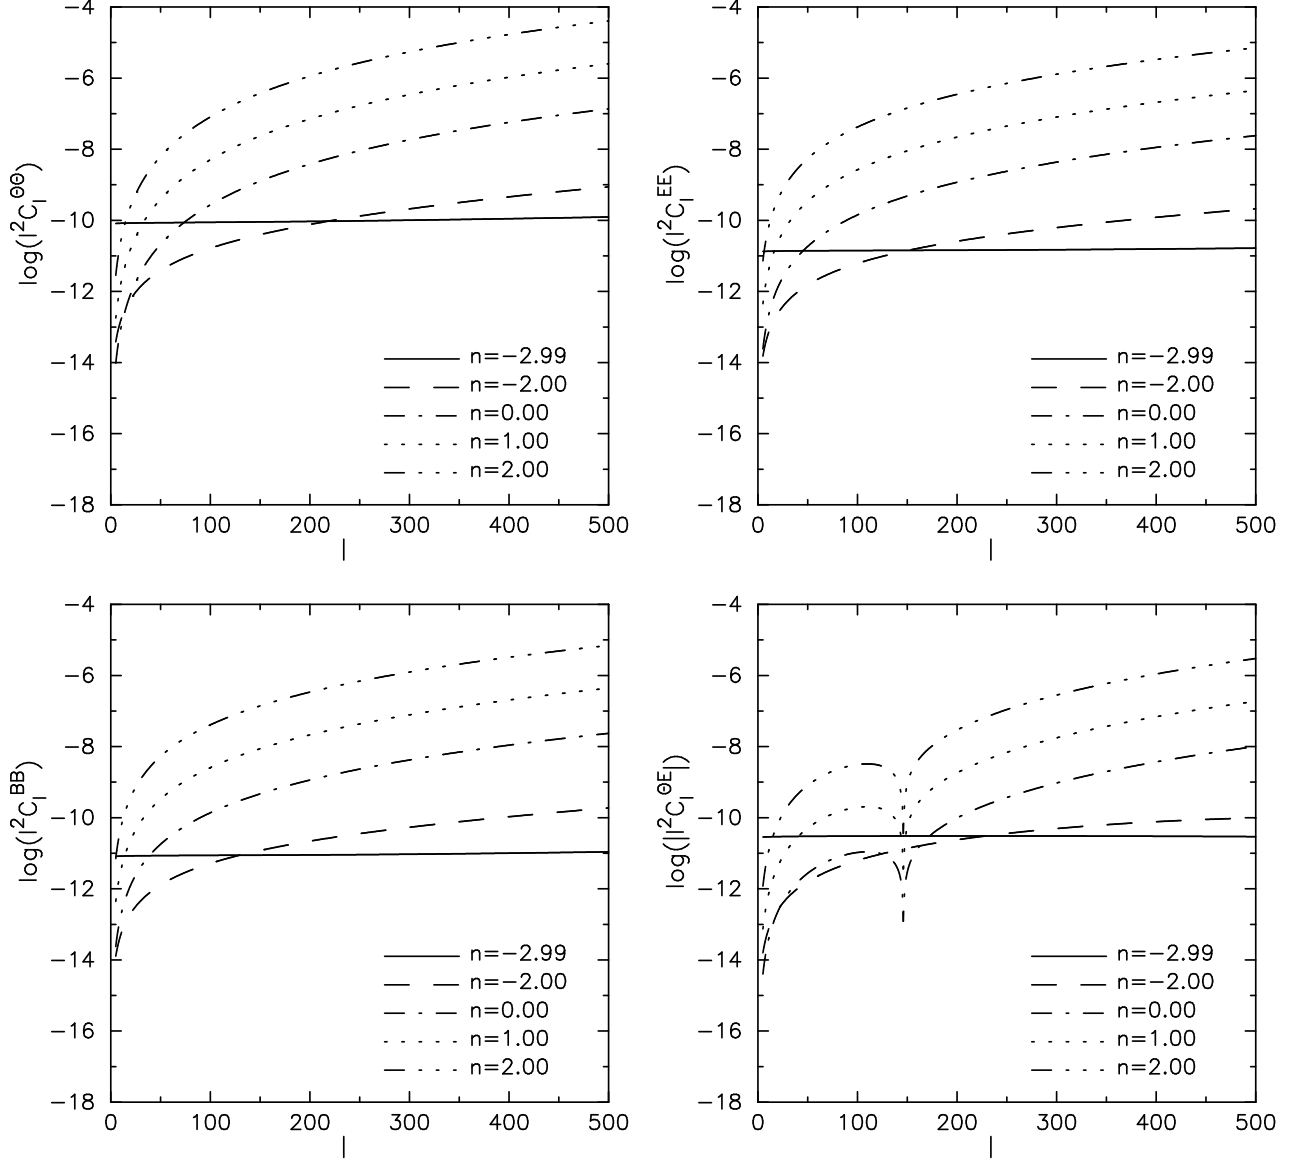 −4
−6
−8
−10
−12
−14
−16
−18
log(l²C_l^ΘΘ)
n=−2.99
n=−2.00
n=0.00
n=1.00
n=2.00
0 100 200 300 400 500
l
−4
−6
−8
−10
−12
−14
−16
−18
log(l²C_l^EE)
n=−2.99
n=−2.00
n=0.00
n=1.00
n=2.00
0 100 200 300 400 500
l
−4
−6
−8
−10
−12
−14
−16
−18
log(l²C_l^BB)
n=−2.99
n=−2.00
n=0.00
n=1.00
n=2.00
0 100 200 300 400 500
l
−4
−6
−8
−10
−12
−14
−16
−18
log(|l²C_l^ΘE|)
n=−2.99
n=−2.00
n=0.00
n=1.00
n=2.00
0 100 200 300 400 500
l